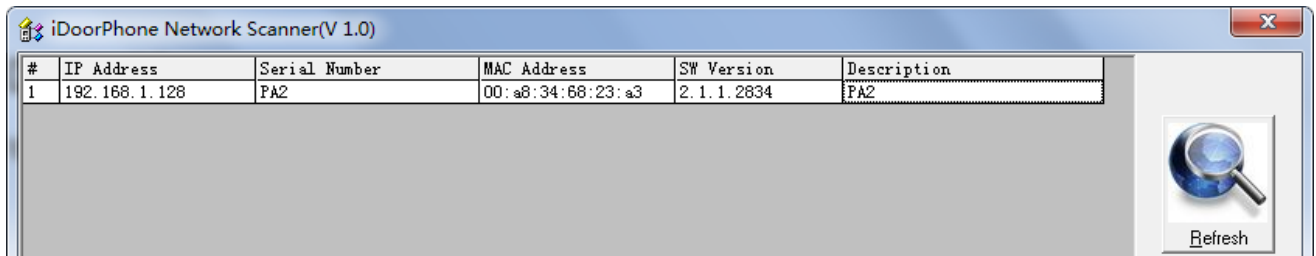 iDoorPhone Network Scanner(V 1.0)
# IP Address Serial Number MAC Address SW Version Description
1 192.168.1.128 PA2 00:a8:34:68:23:a3 2.1.1.2834 PA2
Refresh